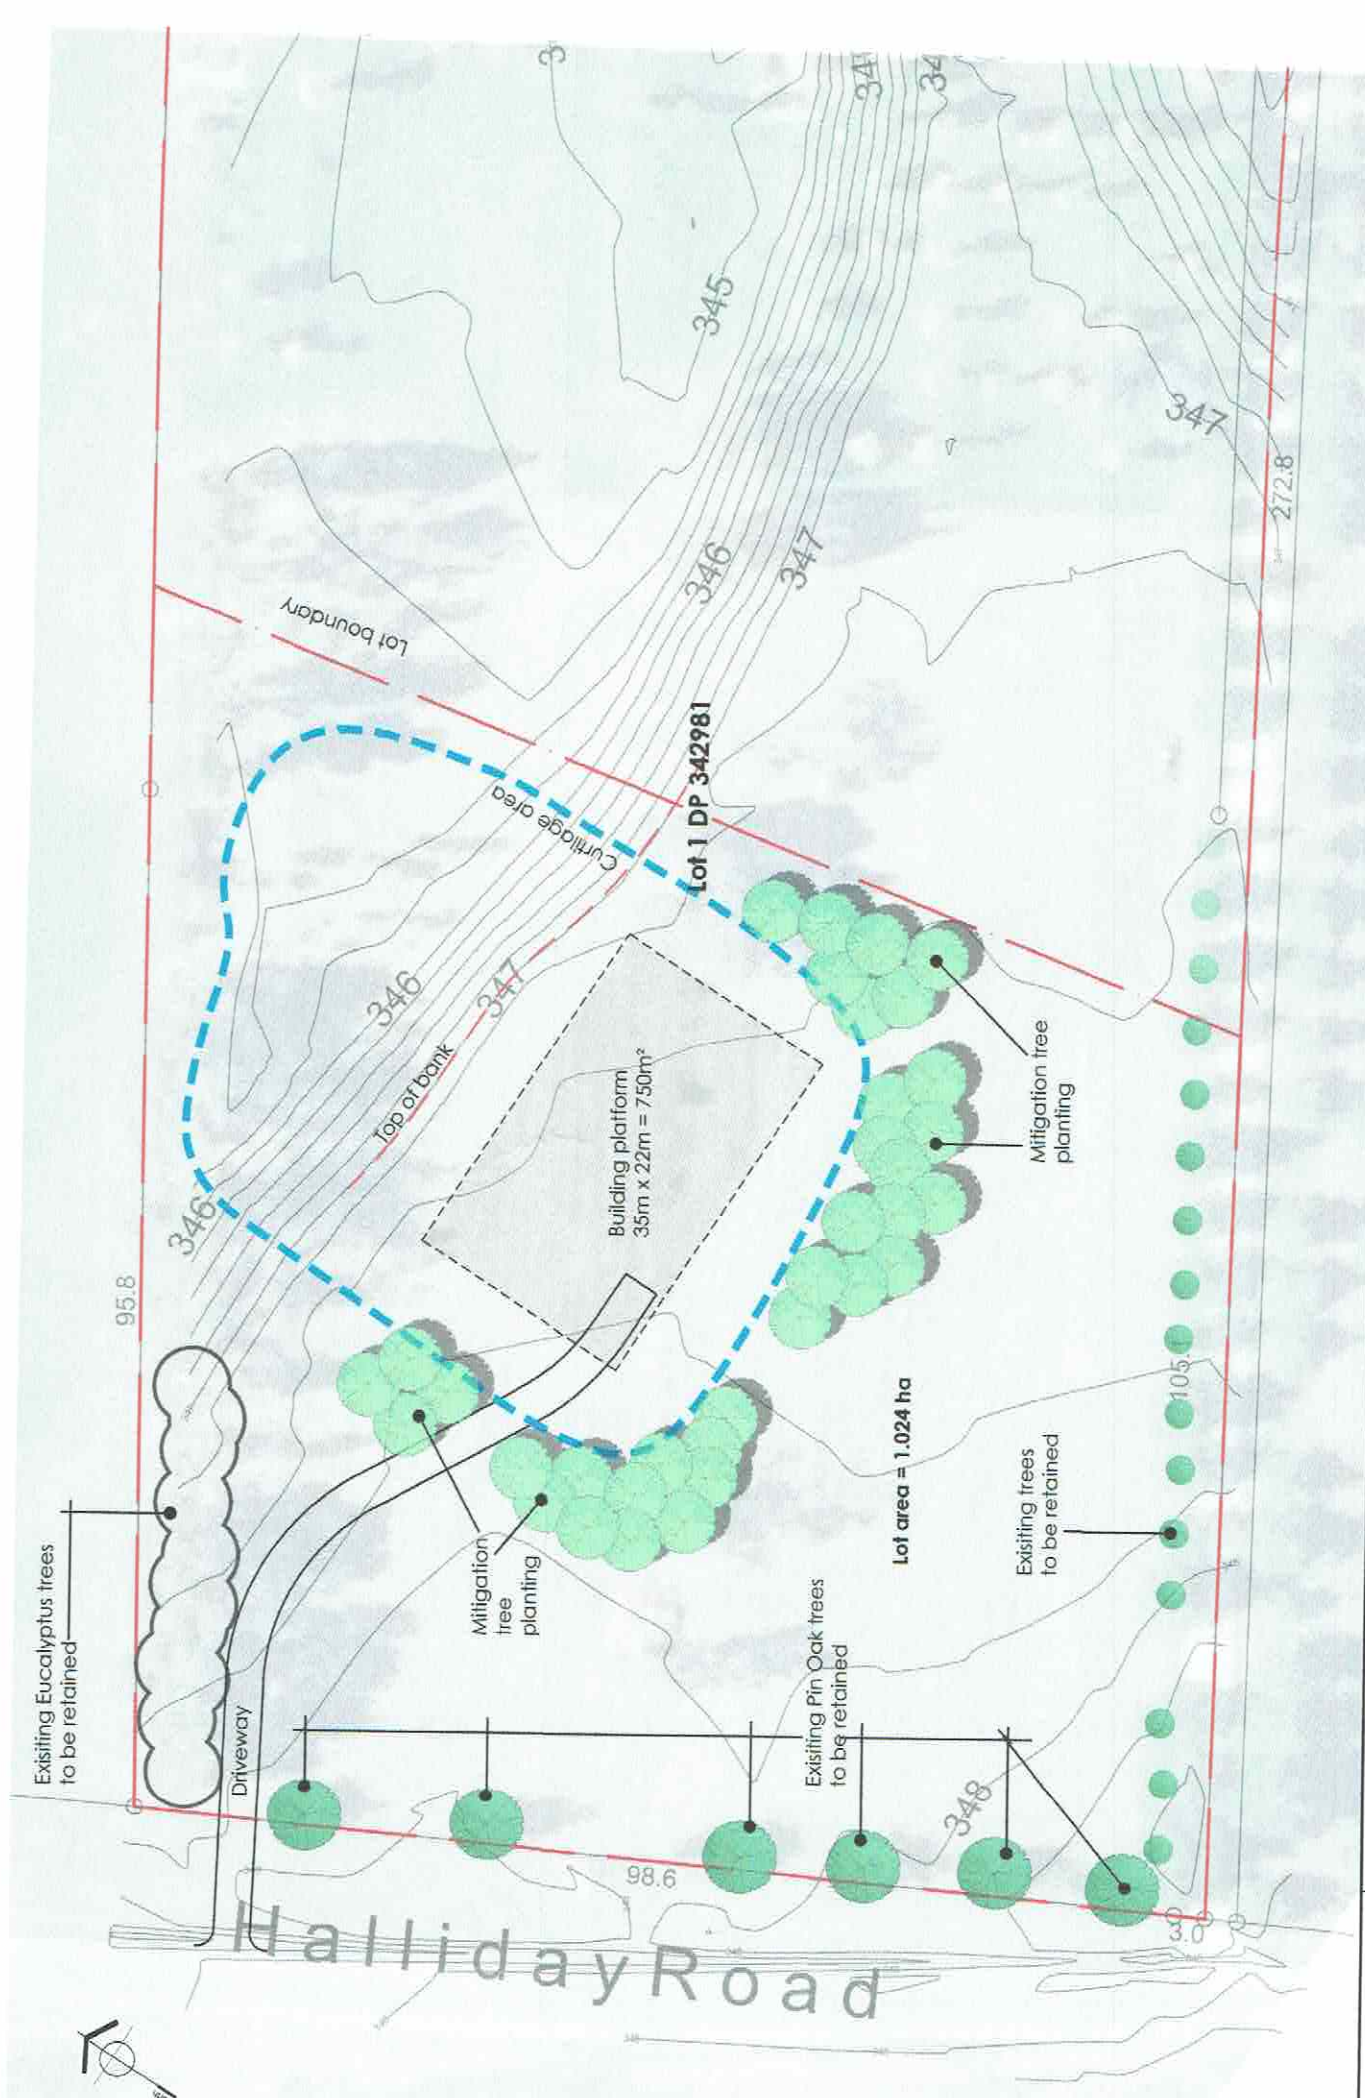 3
34
34
345
347
272.8
346
347
Lot boundary
Lot 1 DP 342981
Curtilage area
346
347
Top of bank
346
95.8
Building platform
35m x 22m = 750m²
Mitigation tree
planting
105.
Lot area = 1.024 ha
Exisiting trees
to be retained
Exisiting Eucalyptus trees
to be retained
Mitigation
tree
planting
Exisiting Pin Oak trees
to be retained
Driveway
348
98.6
3.0
Halliday Road